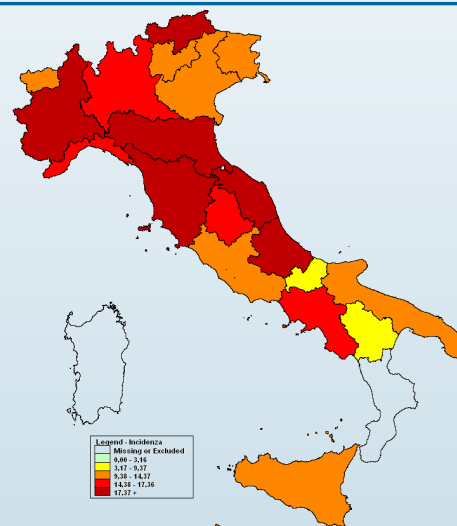 Legend - Incidenza
Missing or Excluded
0,00 - 3,16
3,17 - 9,37
9,38 - 14,37
14,38 - 17,36
17,37 +